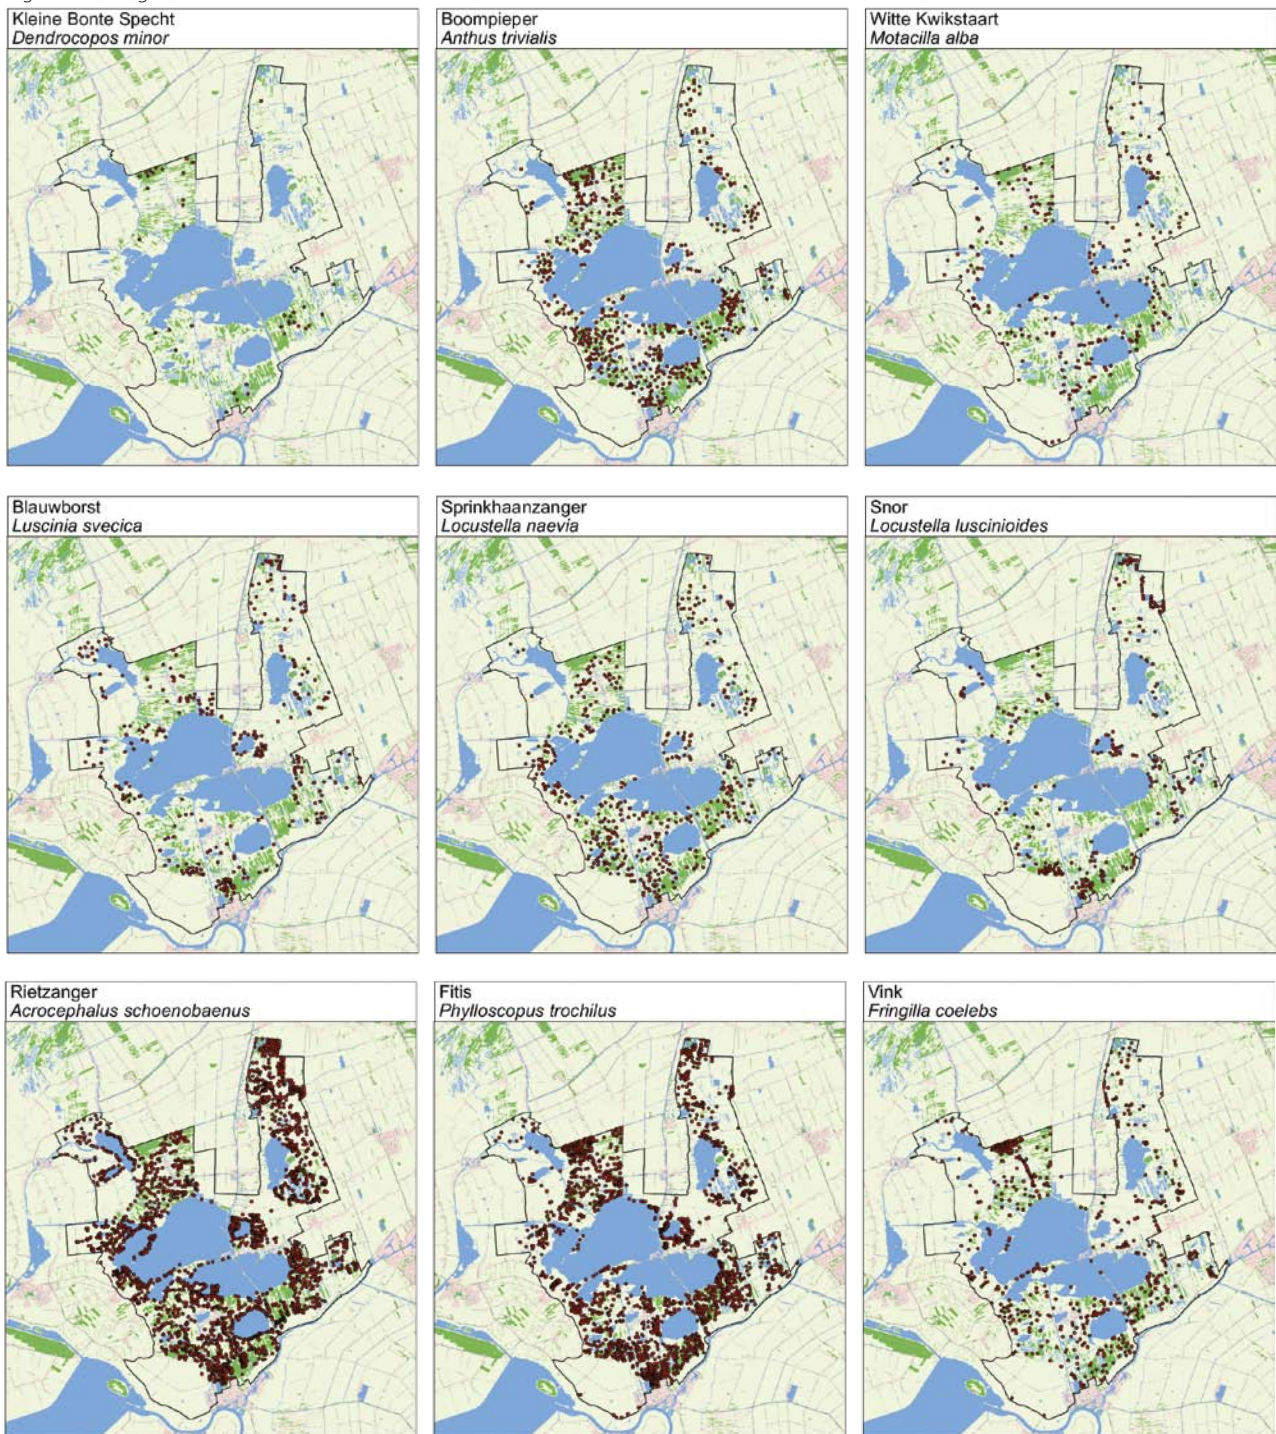 Kleine Bonte Specht
Dendrocopos minor
Boompieper
Anthus trivialis
Witte Kwikstaart
Motacilla alba
Blauwborst
Luscinia svecica
Sprinkhaanzanger
Locustella naevia
Snor
Locustella luscinioides
Rietzanger
Acrocephalus schoenobaenus
Fitis
Phylloscopus trochilus
Vink
Fringilla coelebs